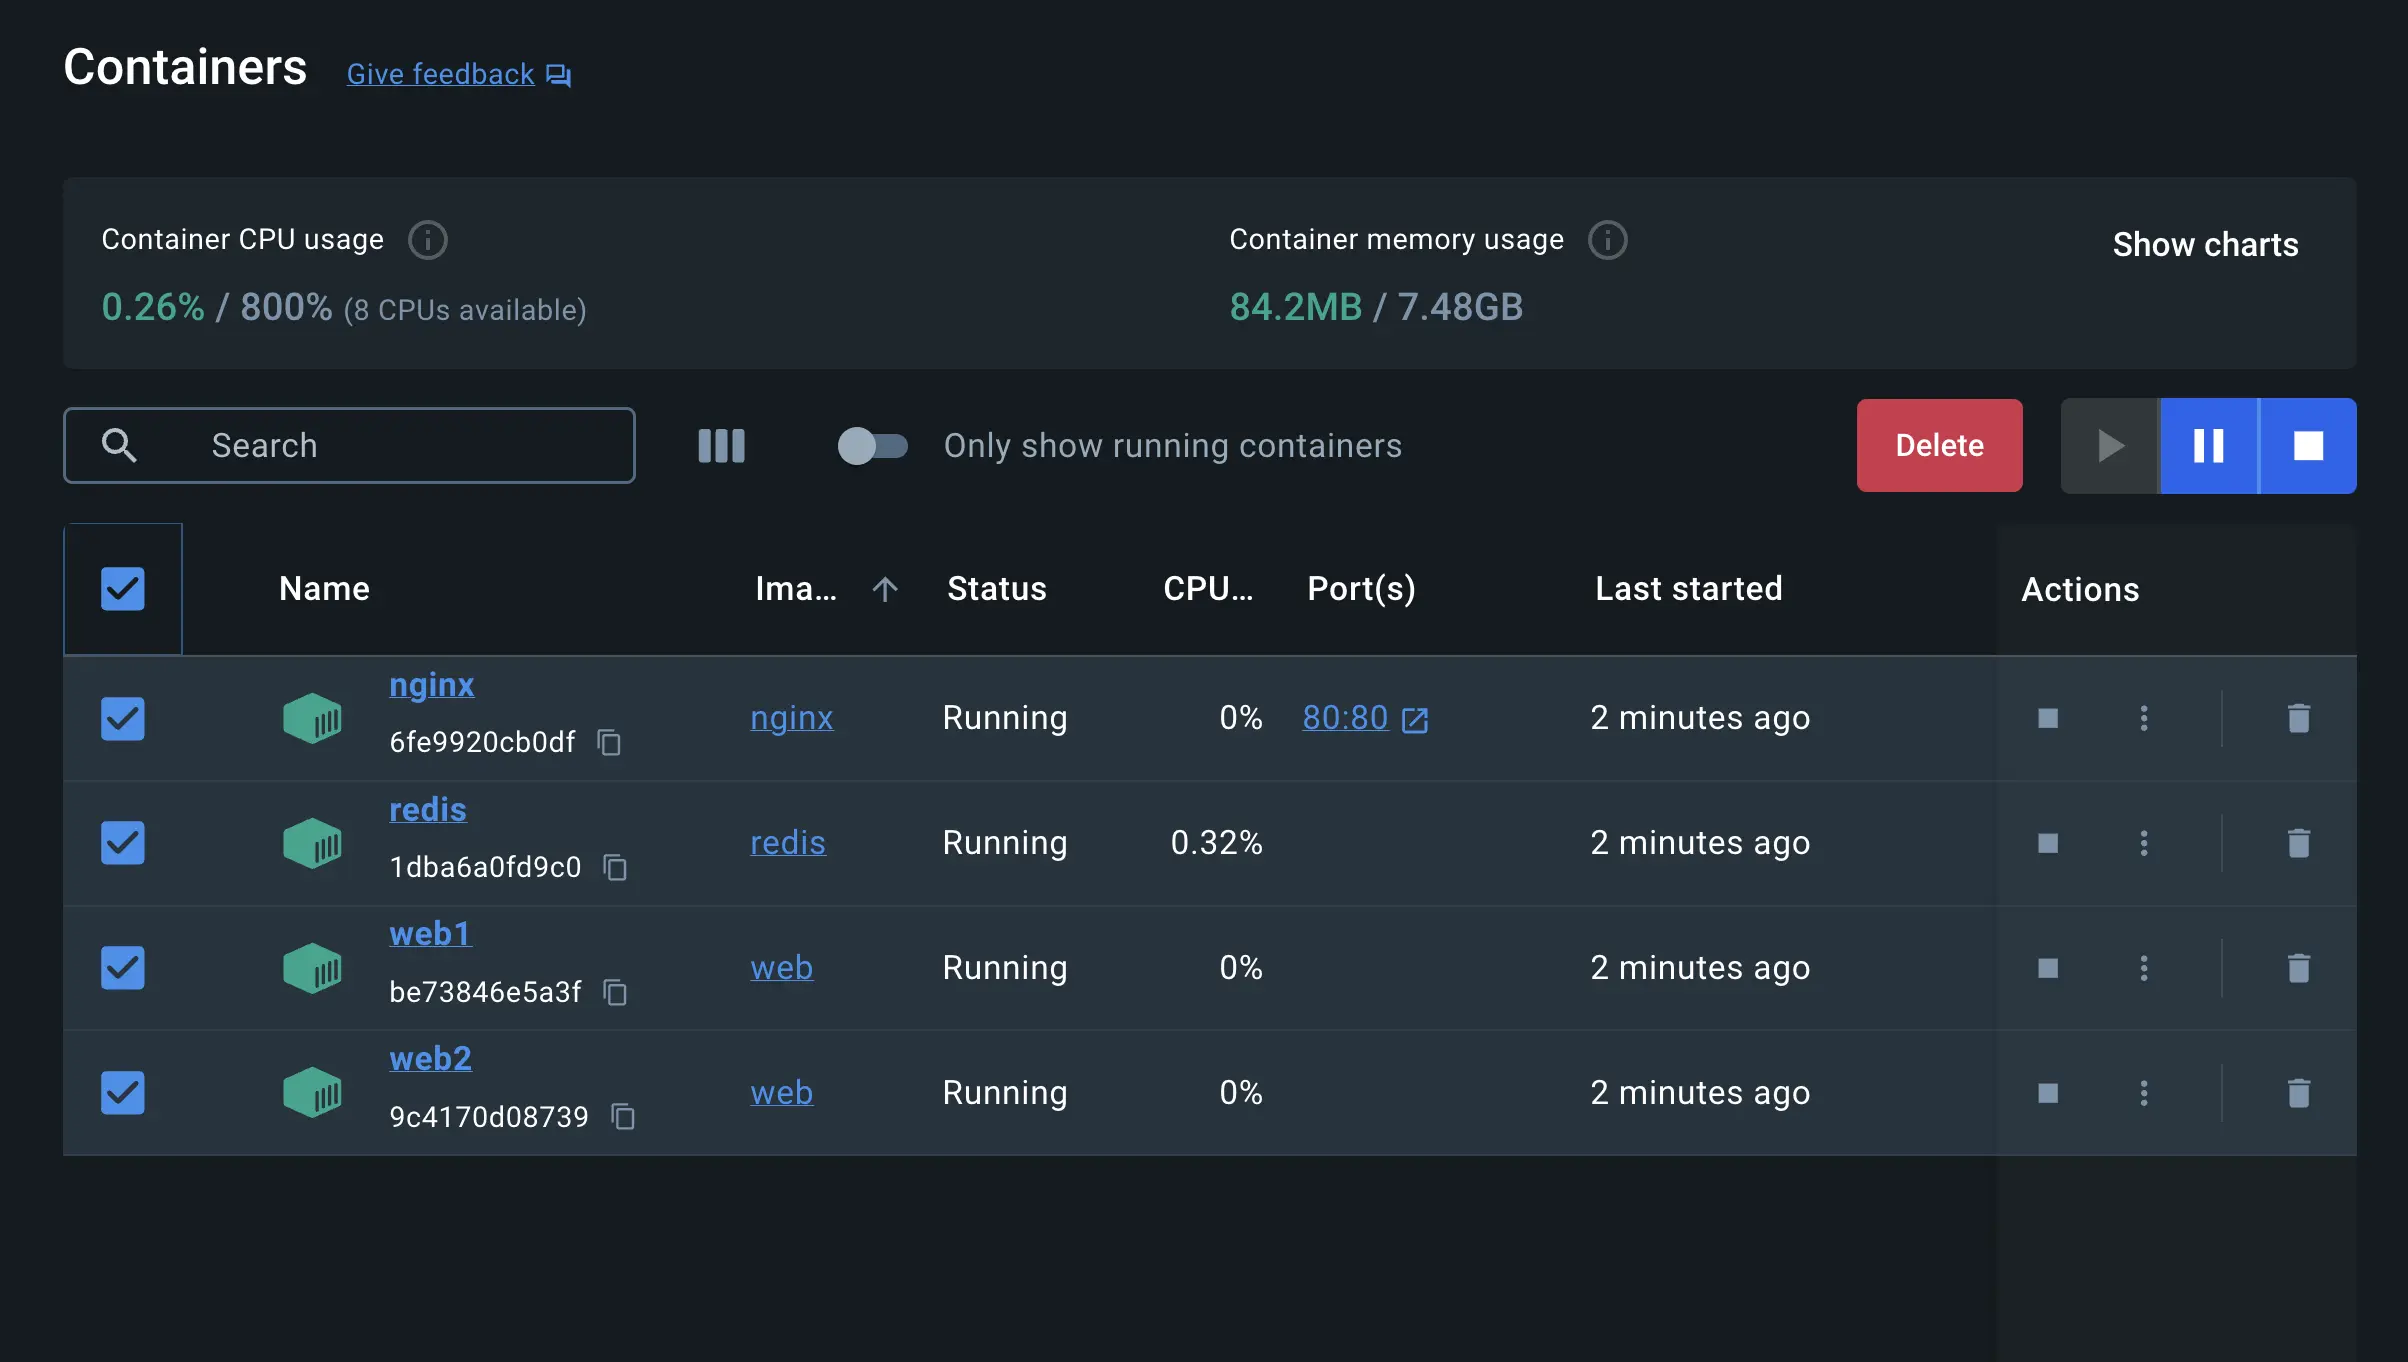 Containers Give feedback
Container CPU usage
0.26% / 800% (8 CPUs available)
Container memory usage
84.2MB / 7.48GB
Show charts
Search
Only show running containers
Delete
Name Ima... Status CPU... Port(s) Last started Actions
nginx
6fe9920cb0df
nginx Running 0% 80:80 2 minutes ago
redis
1dba6a0fd9c0
redis Running 0.32% 2 minutes ago
web1
be73846e5a3f
web Running 0% 2 minutes ago
web2
9c4170d08739
web Running 0% 2 minutes ago